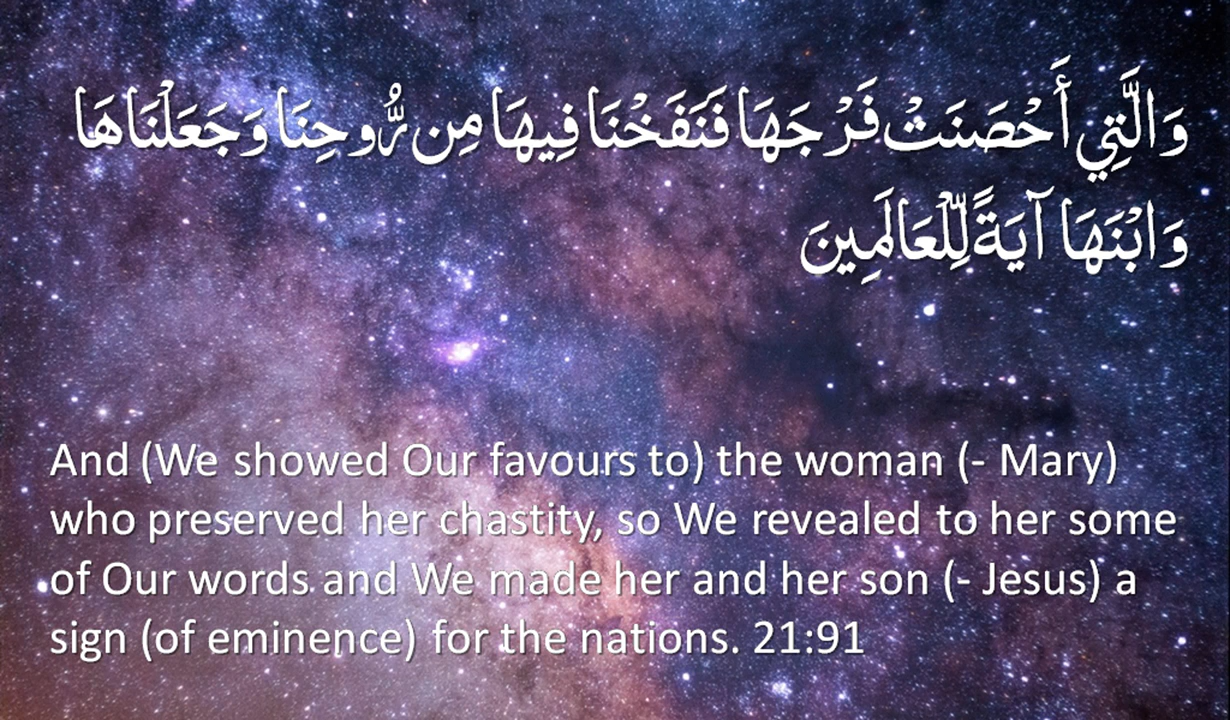 وَالَّتِي أَحْصَنَتْ فَرْجَهَا فَنَفَخْنَا فِيهَا مِن رُّوحِنَا وَجَعَلْنَاهَا
وَابْنَهَا آيَةً لِّلْعَالَمِينَ
And (We showed Our favours to) the woman (- Mary)
who preserved her chastity, so We revealed to her some
of Our words and We made her and her son (- Jesus) a
sign (of eminence) for the nations. 21:91